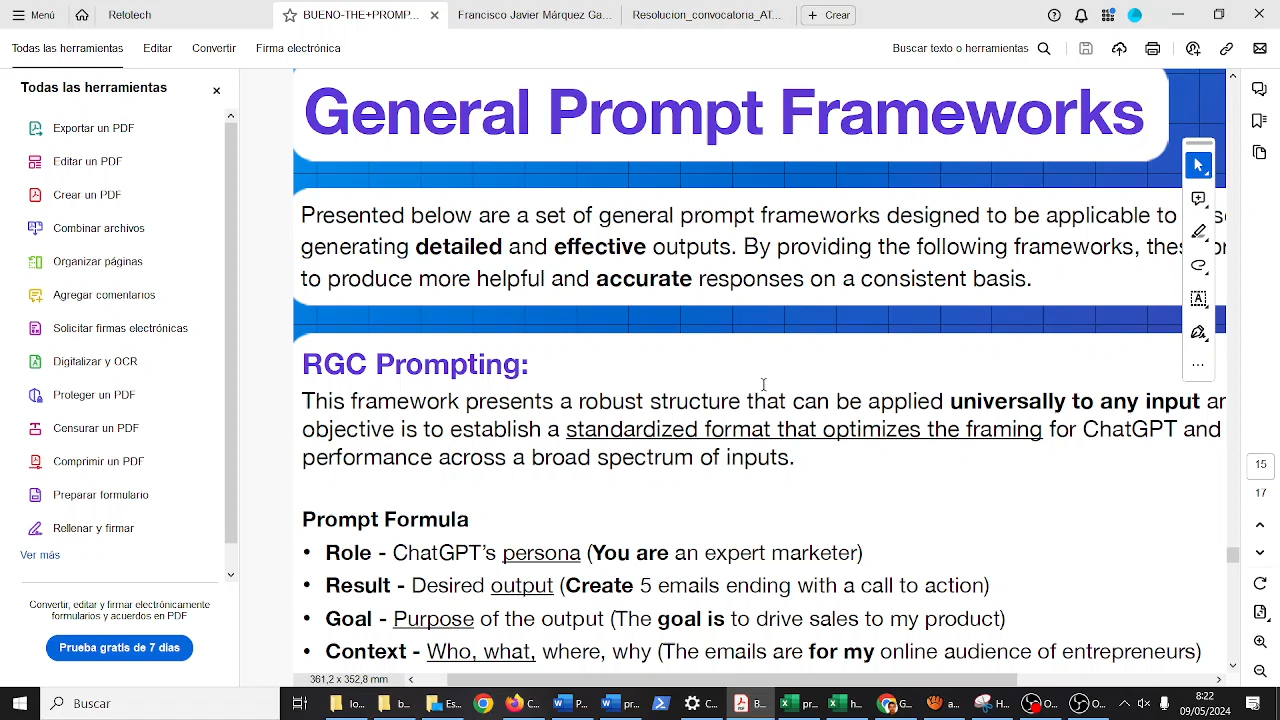 Menú
Retotech
BUENO-THE+PROMP...
Francisco Javier Márquez Ga...
Resolucion_convocatoria_AT...
Crear
Todas las herramientas
Editar
Convertir
Firma electrónica
Buscar texto o herramientas
Todas las herramientas
Exportar un PDF
Editar un PDF
Crear un PDF
Combinar archivos
Organizar páginas
Agregar comentarios
Solicitar firmas electrónicas
Digitalizar y OCR
Proteger un PDF
Censurar un PDF
Comprimir un PDF
Preparar formulario
Rellenar y firmar
Ver más
Convertir, editar y firmar electrónicamente
formularios y acuerdos en PDF
Prueba gratis de 7 días
General Prompt Frameworks
Presented below are a set of general prompt frameworks designed to be applicable to
generating detailed and effective outputs. By providing the following frameworks,
to produce more helpful and accurate responses on a consistent basis.
RGC Prompting:
This framework presents a robust structure that can be applied universally to any input
objective is to establish a standardized format that optimizes the framing for ChatGPT and
performance across a broad spectrum of inputs.
Prompt Formula
• Role - ChatGPT's persona (You are an expert marketer)
• Result - Desired output (Create 5 emails ending with a call to action)
• Goal - Purpose of the output (The goal is to drive sales to my product)
• Context - Who, what, where, why (The emails are for my online audience of entrepreneurs)
15
17
361,2 x 352,8 mm
Buscar
8:22
09/05/2024